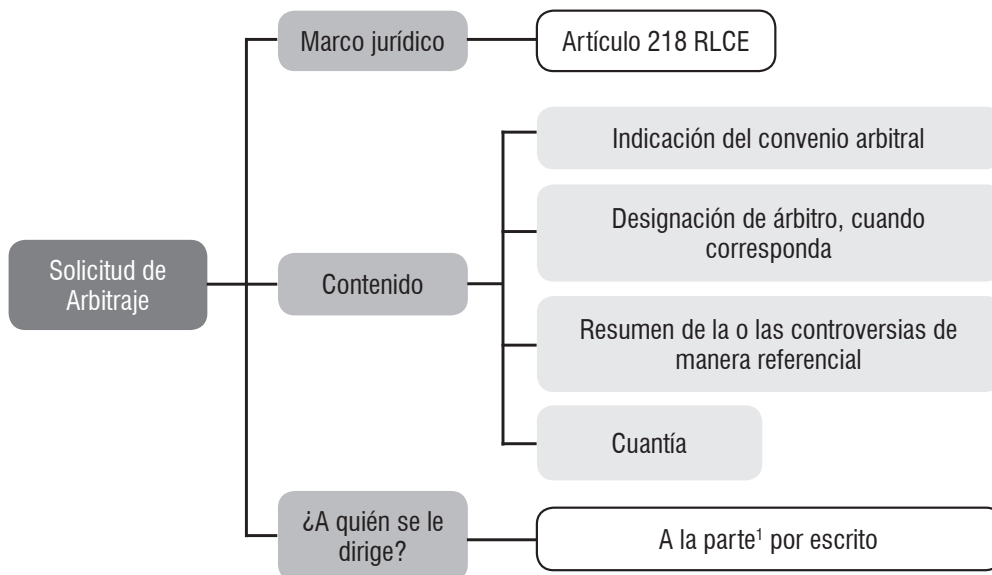 Marco jurídico
Artículo 218 RLCE
Indicación del convenio arbitral
Designación de árbitro, cuando
corresponda
Solicitud de
Arbitraje
Contenido
Resumen de la o las controversias de
manera referencial
Cuantía
¿A quién se le
dirige?
A la parte¹ por escrito